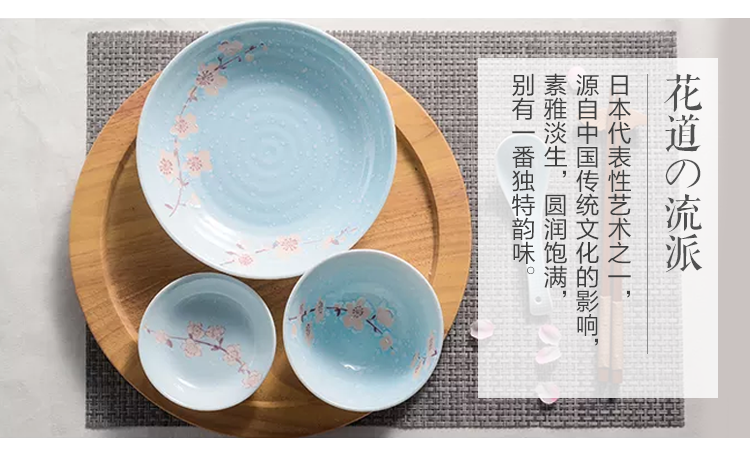 花道の流派
日本代表性艺术之一，
源自中国传统文化的影响，
素雅淡生，圆润饱满，
别有一番独特韵味。